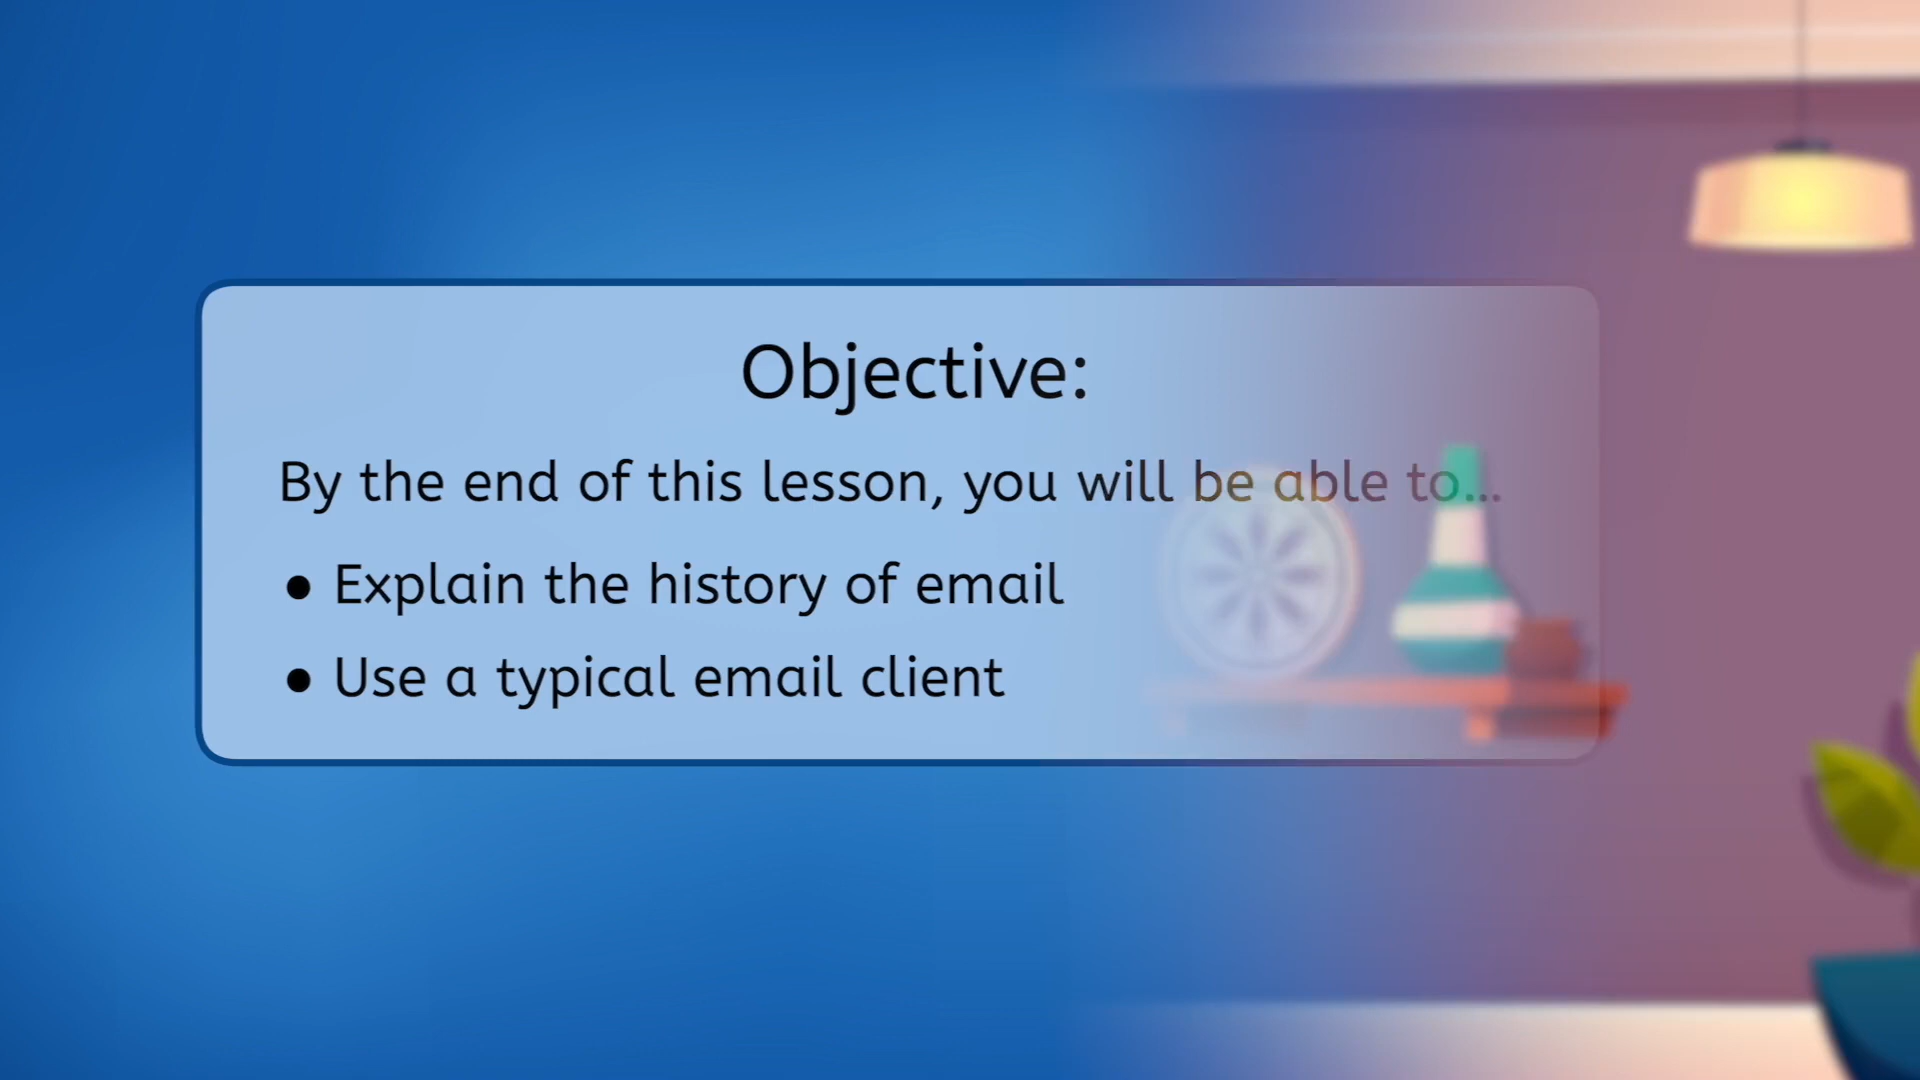 Objective:
By the end of this lesson, you will be able to...
● Explain the history of email
● Use a typical email client